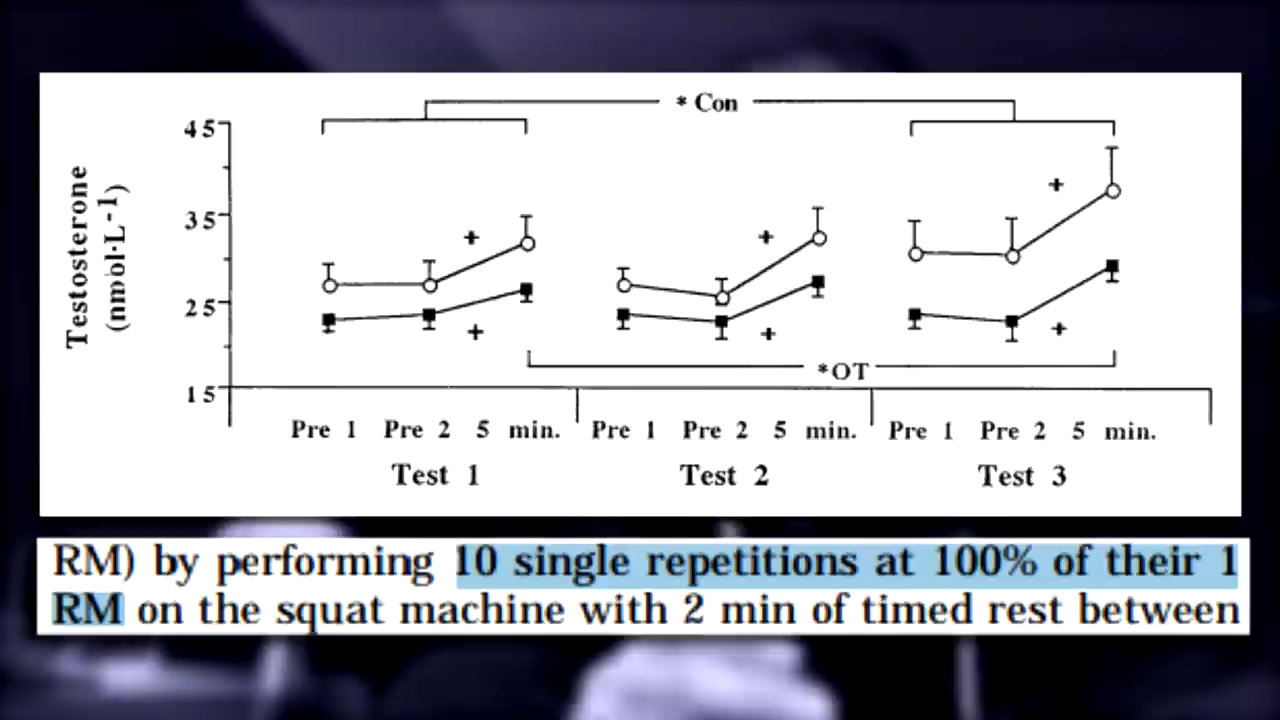 * Con
45
35
25
15
Testosterone
(nmol·L-1)
+ + +
+ + +
*OT
Pre 1 Pre 2 5 min. Pre 1 Pre 2 5 min. Pre 1 Pre 2 5 min.
Test 1 Test 2 Test 3
RM) by performing 10 single repetitions at 100% of their 1
RM on the squat machine with 2 min of timed rest between